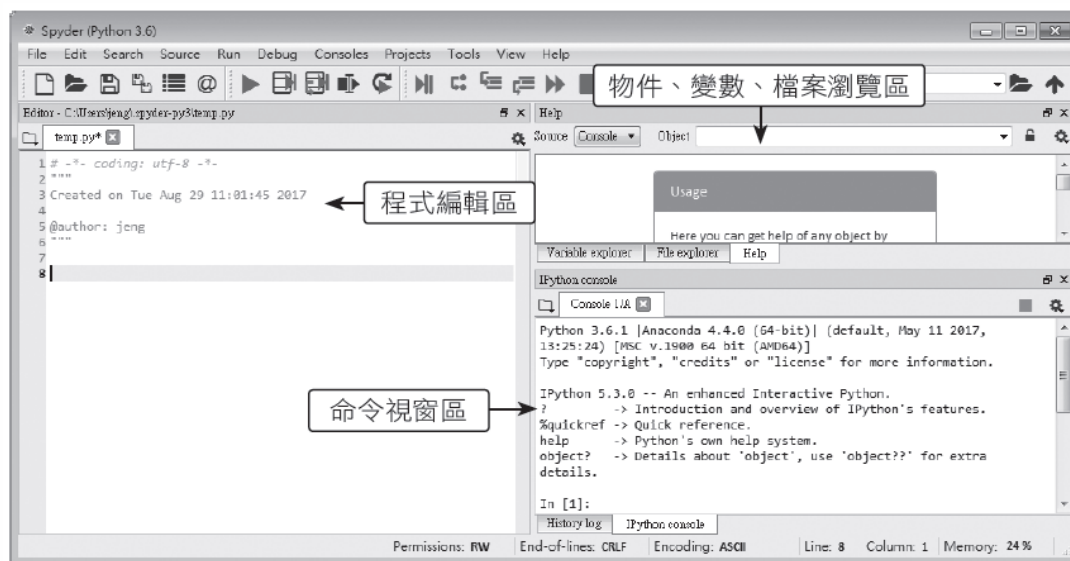 Spyder (Python 3.6)
File Edit Search Source Run Debug Consoles Projects Tools View Help
物件、變數、檔案瀏覽區
Editor - C:\Users\jeng\.spyder-py3\temp.py
temp.py*
1 # -*- coding: utf-8 -*-
2 """
3 Created on Tue Aug 29 11:01:45 2017
4
5 @author: jeng
6 """
7
8
程式編輯區
Help
Source Console Object
Usage
Here you can get help of any object by
Variable explorer File explorer Help
IPython console
Console 1/A
Python 3.6.1 |Anaconda 4.4.0 (64-bit)| (default, May 11 2017,
13:25:24) [MSC v.1900 64 bit (AMD64)]
Type "copyright", "credits" or "license" for more information.
IPython 5.3.0 -- An enhanced Interactive Python.
? -> Introduction and overview of IPython's features.
%quickref -> Quick reference.
help -> Python's own help system.
object? -> Details about 'object', use 'object??' for extra
details.
In [1]:
命令視窗區
History log IPython console
Permissions: RW End-of-lines: CRLF Encoding: ASCII Line: 8 Column: 1 Memory: 24 %